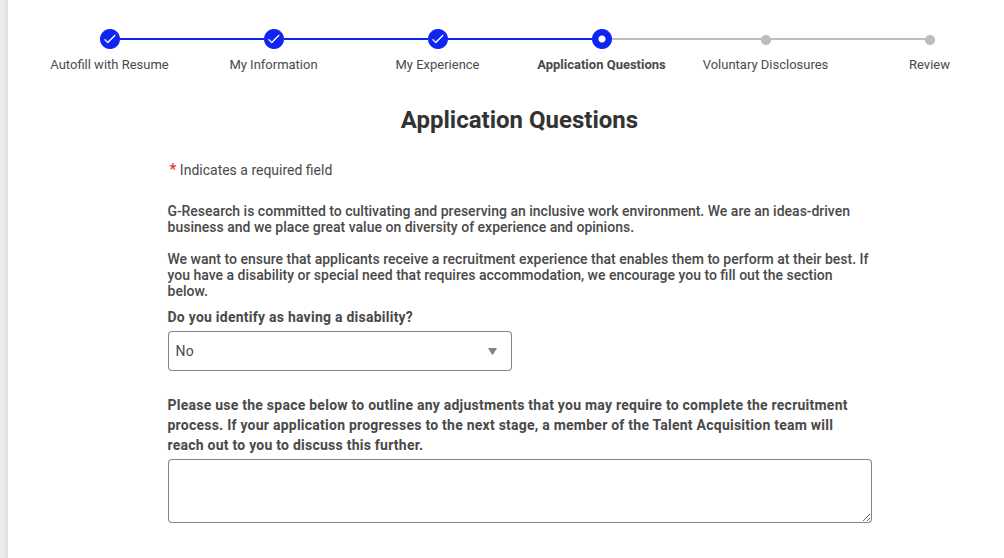 Autofill with Resume
My Information
My Experience
Application Questions
Voluntary Disclosures
Review
Application Questions
* Indicates a required field
G-Research is committed to cultivating and preserving an inclusive work environment. We are an ideas-driven
business and we place great value on diversity of experience and opinions.
We want to ensure that applicants receive a recruitment experience that enables them to perform at their best. If
you have a disability or special need that requires accommodation, we encourage you to fill out the section
below.
Do you identify as having a disability?
No
Please use the space below to outline any adjustments that you may require to complete the recruitment
process. If your application progresses to the next stage, a member of the Talent Acquisition team will
reach out to you to discuss this further.